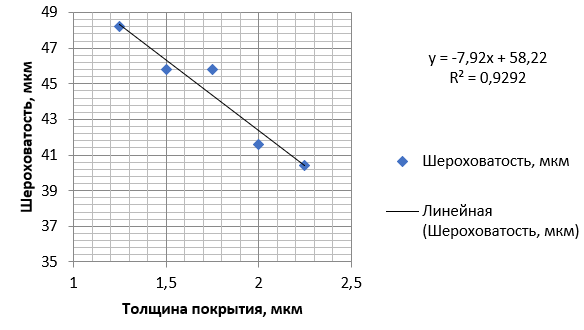 49
47
45
43
41
39
37
35
1
1,5
2
2,5
Шероховатость, мкм
Толщина покрытия, мкм
y = -7,92x + 58,22
R² = 0,9292
Шероховатость, мкм
Линейная
(Шероховатость, мкм)